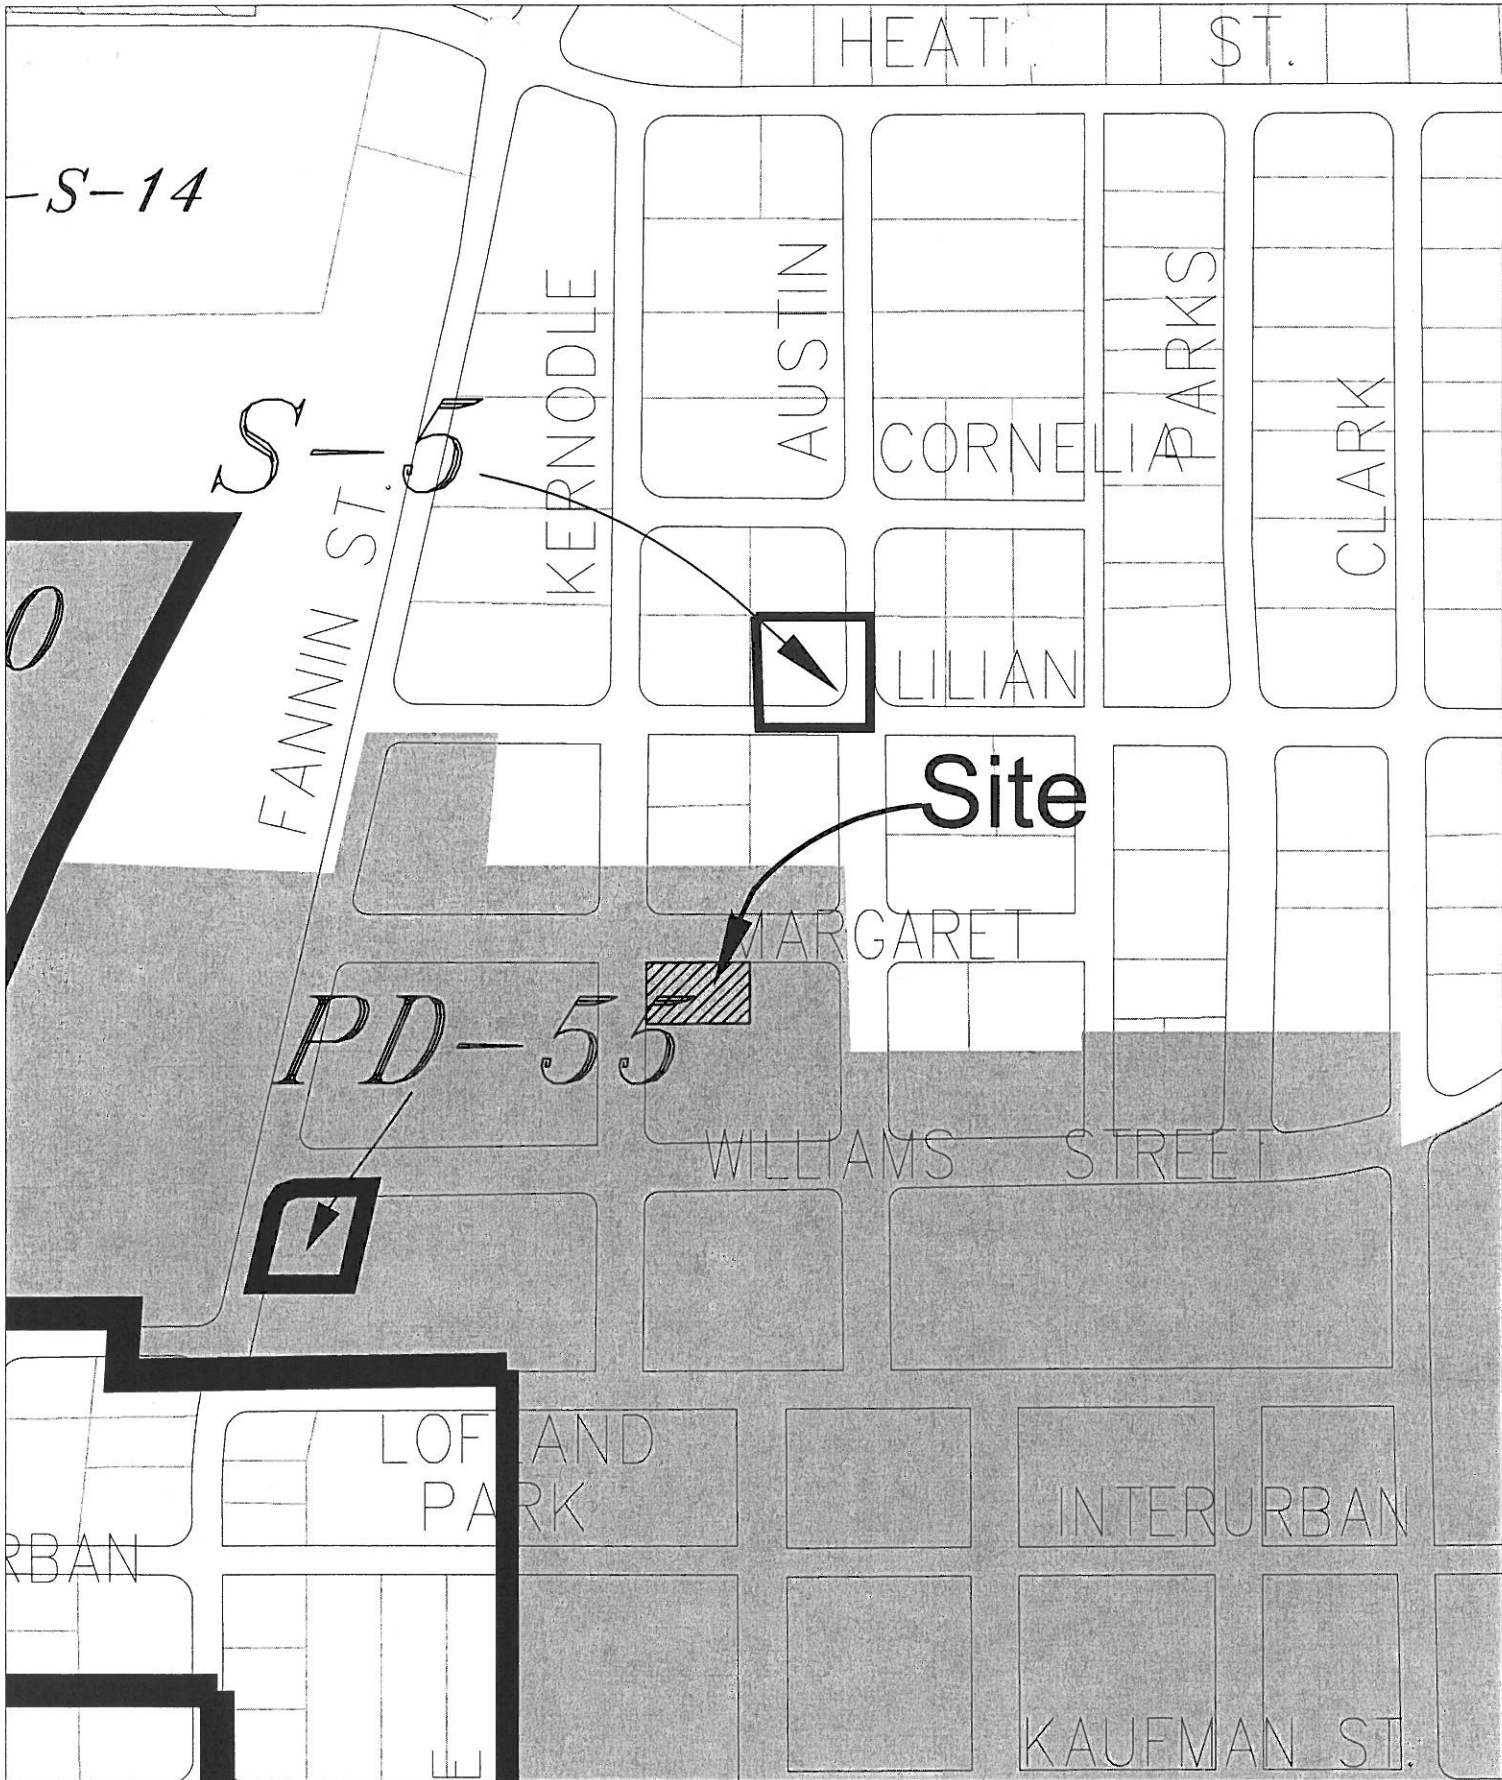 HEATH ST.
-S-14
KERNODLE
AUSTIN
PARKS
CLARK
S-5
CORNELIA
FANNIN ST.
LILIAN
Site
MARGARET
PD-55
WILLIAMS STREET
LOFLAND
PARK
INTERURBAN
RBAN
KAUFMAN ST.